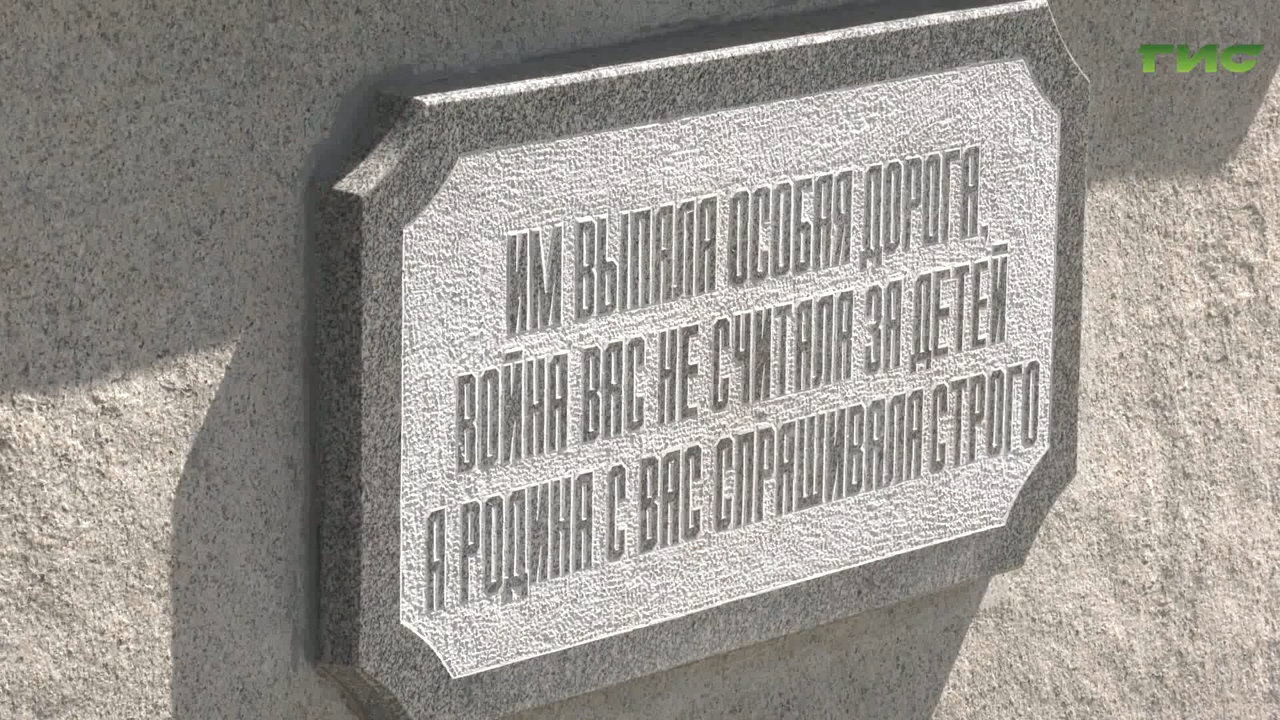 ГИС
ИМ ВЫПАЛА ОСОБАЯ ДОРОГА.
ВОЙНА ВАС НЕ СЧИТАЛА ЗА ДЕТЕЙ
А РОДИНА С ВАС СПРАШИВАЛА СТРОГО